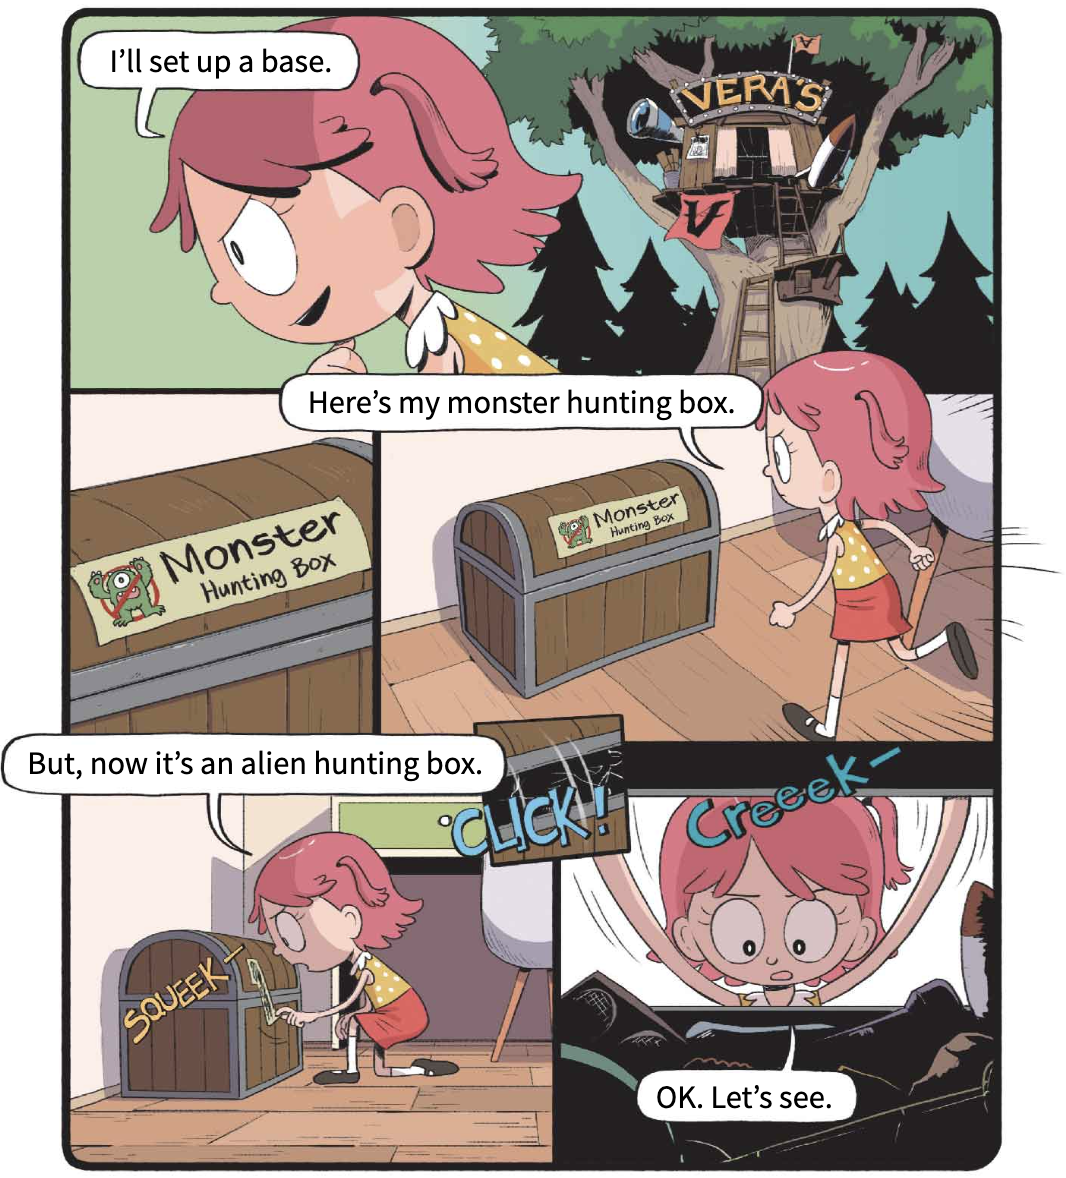 I’ll set up a base.
V
VERA'S
V
Here’s my monster hunting box.
Monster
Hunting Box
Monster
Hunting Box
But, now it’s an alien hunting box.
CLICK!
Creeek—
SQUEEK—
OK. Let’s see.